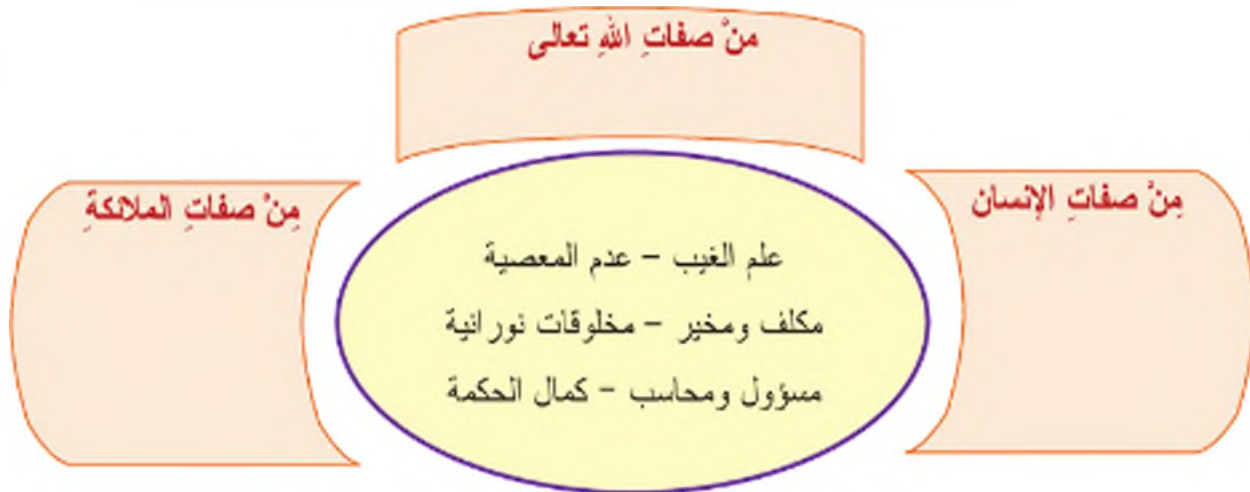 منْ صفاتِ اللهِ تعالى
مِنْ صفاتِ الإنسان
مِنْ صفاتِ الملائكةِ
علم الغيب – عدم المعصية
مكلف ومخير – مخلوقات نورانية
مسؤول ومحاسب – كمال الحكمة